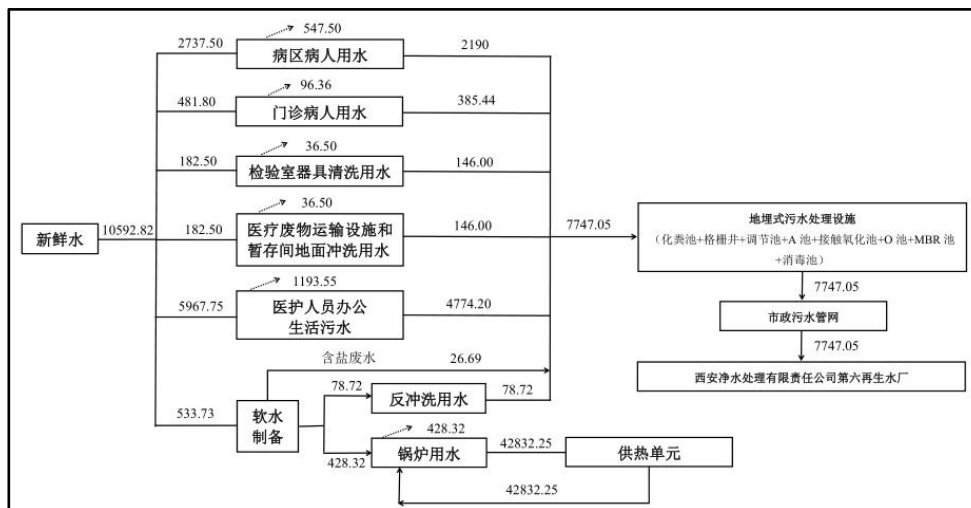 547.50
2737.50
病区病人用水
2190
96.36
481.80
门诊病人用水
385.44
36.50
182.50
检验室器具清洗用水
146.00
36.50
新鲜水
10592.82
182.50
医疗废物运输设施和
暂存间地面冲洗用水
146.00
7747.05
地埋式污水处理设施
（化粪池+格栅井+调节池+A 池+接触氧化池+O 池+MBR 池
+消毒池）
1193.55
5967.75
医护人员办公
生活污水
4774.20
7747.05
市政污水管网
7747.05
西安净水处理有限责任公司第六再生水厂
含盐废水
26.69
533.73
软水
制备
78.72
反冲洗用水
78.72
428.32
428.32
锅炉用水
42832.25
供热单元
42832.25